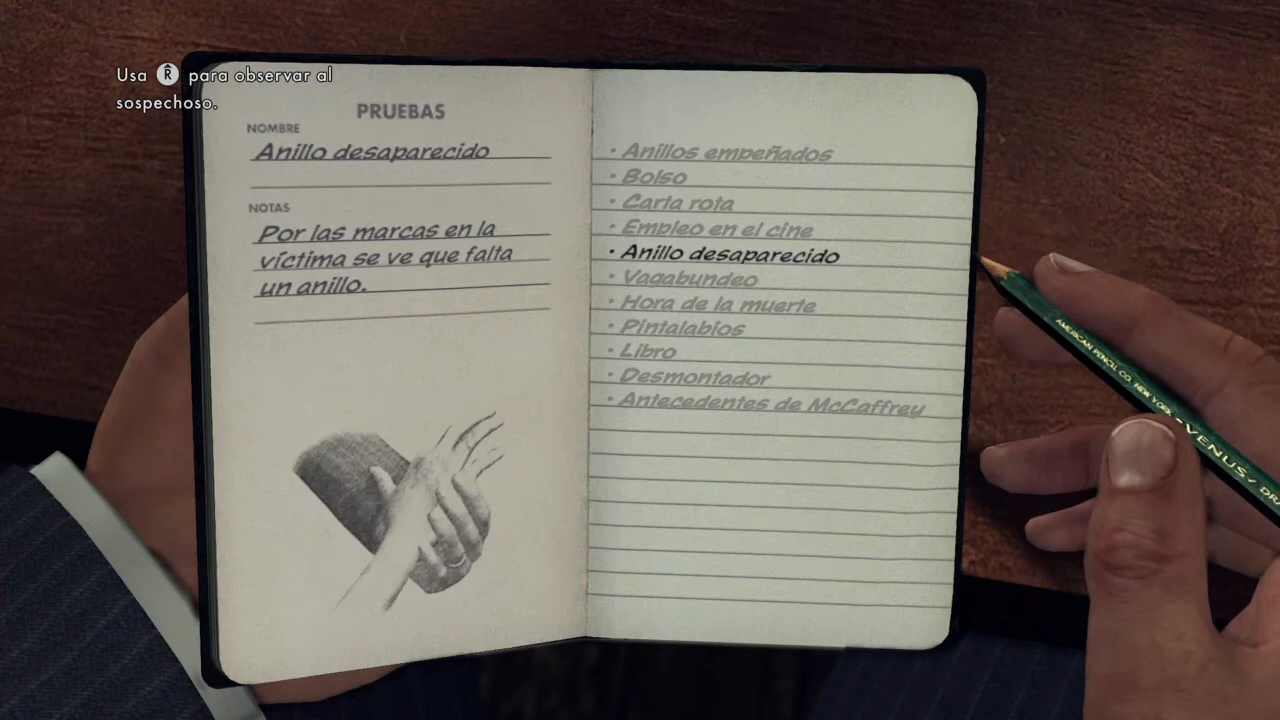 Usa R para observar al
sospechoso.
PRUEBAS
NOMBRE
Anillo desaparecido
NOTAS
Por las marcas en la
víctima se ve que falta
un anillo.
• Anillos empeñados
• Bolso
• Carta rota
• Empleo en el cine
• Anillo desaparecido
• Vagabundeo
• Hora de la muerte
• Pintalabios
• Libro
• Desmontador
• Antecedentes de McCaffrey
AMERICAN PENCIL CO. NEW YORK - VENUS ✓ DRA